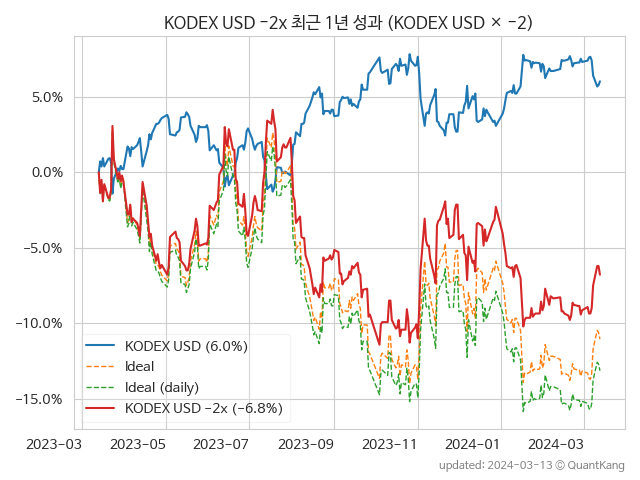 KODEX USD −2x 최근 1년 성과 (KODEX USD × −2)
5.0%
0.0%
−5.0%
−10.0%
−15.0%
KODEX USD (6.0%)
Ideal
Ideal (daily)
KODEX USD −2x (−6.8%)
2023-03
2023-05
2023-07
2023-09
2023-11
2024-01
2024-03
updated: 2024-03-13 ⓒ QuantKang